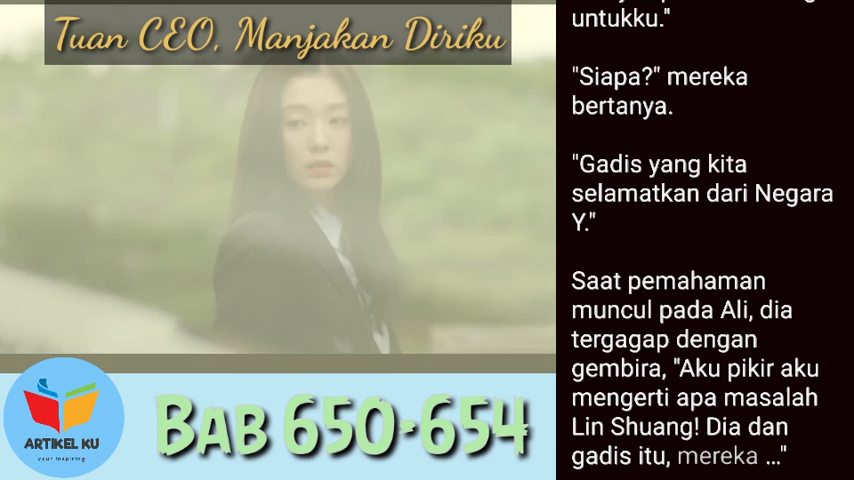 Tuan CEO, Manjakan Diriku
ARTIKEL KU
your inspiring
BAB 650-654
untukku."
"Siapa?" mereka
bertanya.
"Gadis yang kita
selamatkan dari Negara
Y."
Saat pemahaman
muncul pada Ali, dia
tergagap dengan
gembira, "Aku pikir aku
mengerti apa masalah
Lin Shuang! Dia dan
gadis itu, mereka ..."